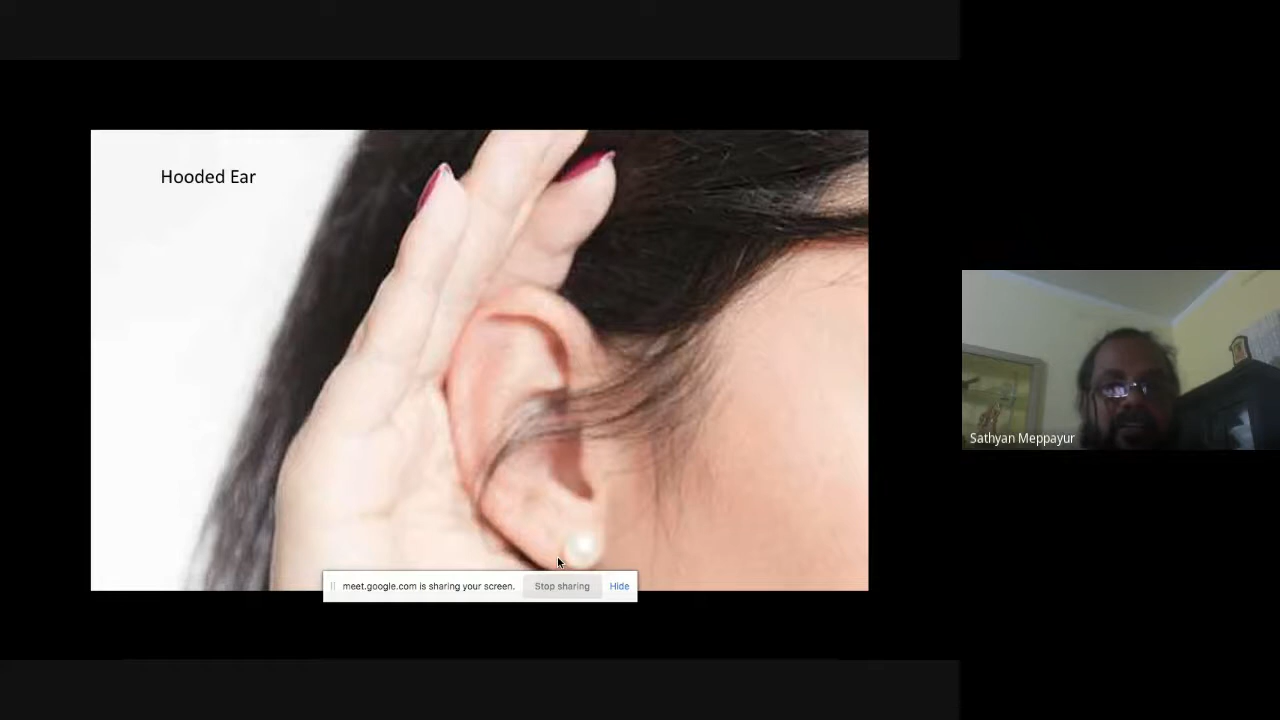 Hooded Ear
Sathyan Meppayur
meet.google.com is sharing your screen. Stop sharing Hide